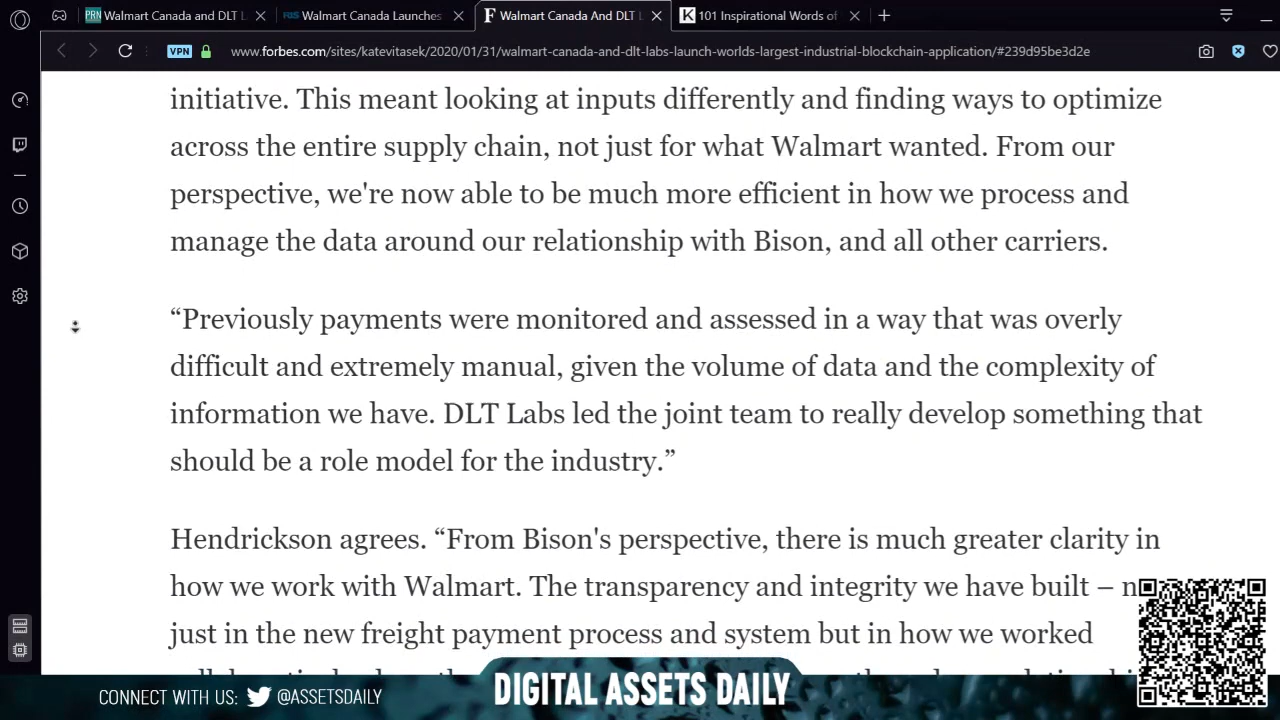 Walmart Canada and DLT L
RIS Walmart Canada Launches
F Walmart Canada And DLT L
K 101 Inspirational Words of
VPN www.forbes.com/sites/katevitasek/2020/01/31/walmart-canada-and-dlt-labs-launch-worlds-largest-industrial-blockchain-application/#239d95be3d2e
initiative. This meant looking at inputs differently and finding ways to optimize
across the entire supply chain, not just for what Walmart wanted. From our
perspective, we're now able to be much more efficient in how we process and
manage the data around our relationship with Bison, and all other carriers.
“Previously payments were monitored and assessed in a way that was overly
difficult and extremely manual, given the volume of data and the complexity of
information we have. DLT Labs led the joint team to really develop something that
should be a role model for the industry.”
Hendrickson agrees. “From Bison's perspective, there is much greater clarity in
how we work with Walmart. The transparency and integrity we have built –
just in the new freight payment process and system but in how we worked
CONNECT WITH US: @ASSETSDAILY
DIGITAL ASSETS DAILY